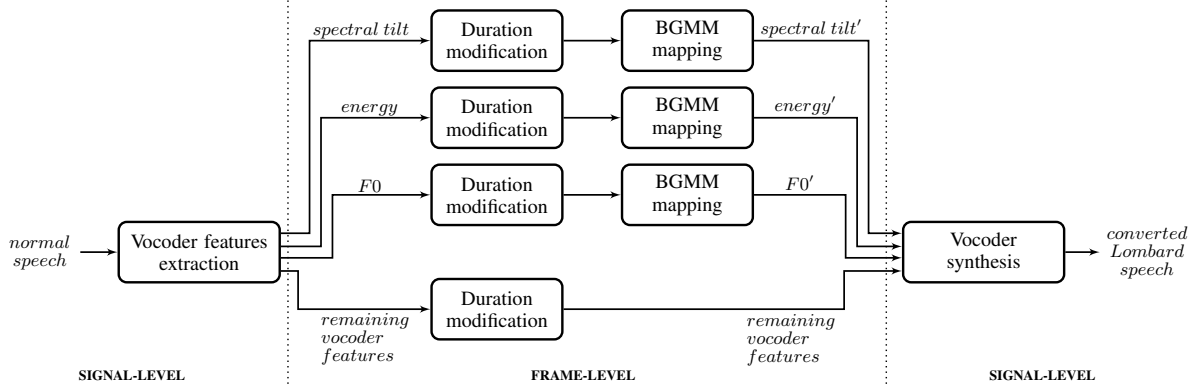 spectral tilt
Duration
modification
BGMM
mapping
spectral tilt′
energy
Duration
modification
BGMM
mapping
energy′
F0
Duration
modification
BGMM
mapping
F0′
normal
speech
Vocoder features
extraction
Vocoder
synthesis
converted
Lombard
speech
remaining
vocoder
features
Duration
modification
remaining
vocoder
features
SIGNAL-LEVEL
FRAME-LEVEL
SIGNAL-LEVEL